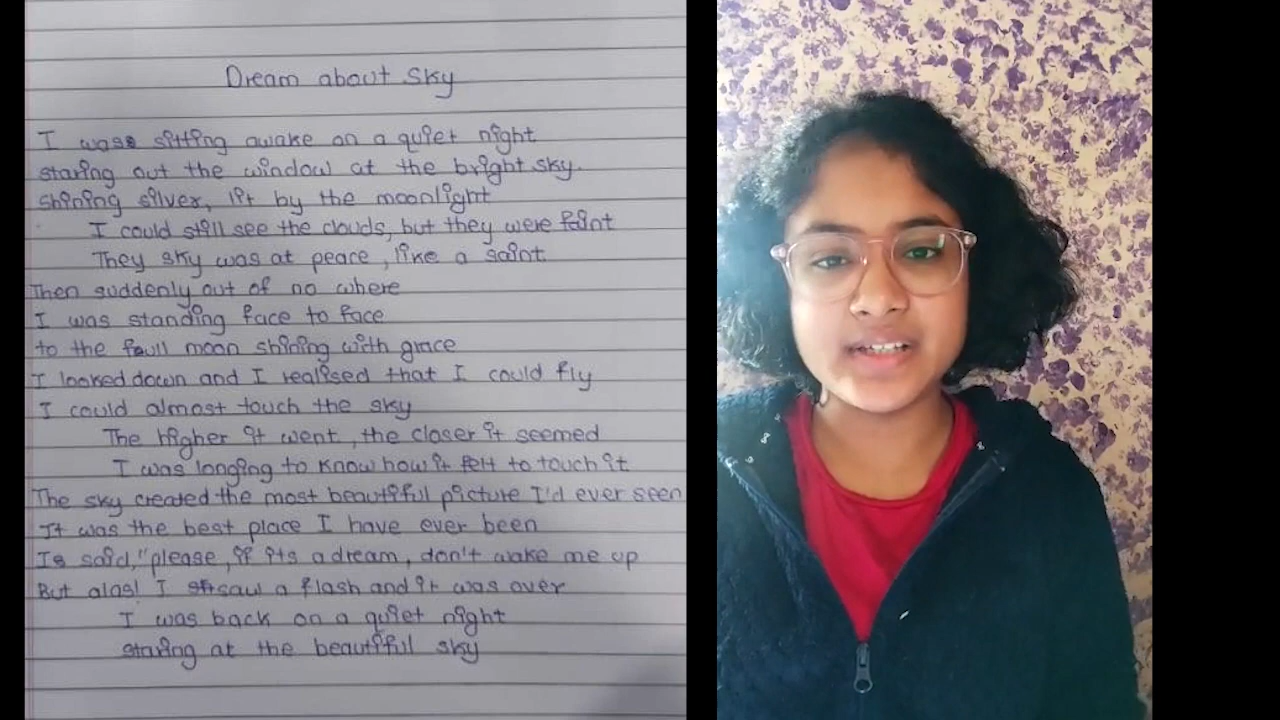 Dream about sky
I was sitting awake on a quiet night
staring out the window at the bright sky.
shining silver, lit by the moonlight
I could still see the clouds, but they were faint
They sky was at peace, like a saint
Then suddenly out of no where
I was standing face to face
to the full moon shining with grace
I looked down and I realised that I could fly
I could almost touch the sky
The higher it went, the closer it seemed
I was longing to know how it felt to touch it
The sky created the most beautiful picture I'd ever seen
It was the best place I have ever been
I said, "please, if its a dream, don't wake me up
But alas! I saw a flash and it was over
I was back on a quiet night
staring at the beautiful sky